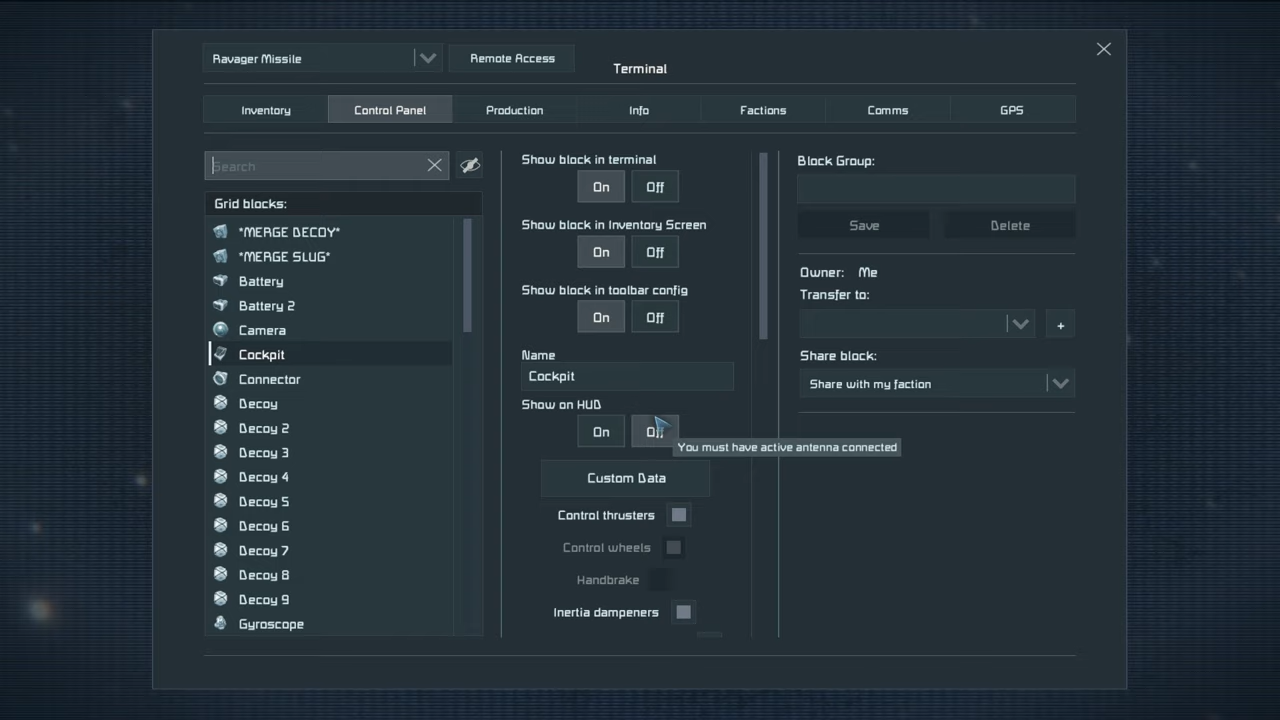 Ravager Missile
Remote Access
Terminal
Inventory
Control Panel
Production
Info
Factions
Comms
GPS
Search
Grid blocks:
*MERGE DECOY*
*MERGE SLUG*
Battery
Battery 2
Camera
Cockpit
Connector
Decoy
Decoy 2
Decoy 3
Decoy 4
Decoy 5
Decoy 6
Decoy 7
Decoy 8
Decoy 9
Gyroscope
Show block in terminal
On Off
Show block in Inventory Screen
On Off
Show block in toolbar config
On Off
Name
Cockpit
Show on HUD
On Off
You must have active antenna connected
Custom Data
Control thrusters
Control wheels
Handbrake
Inertia dampeners
Block Group:
Save
Delete
Owner: Me
Transfer to:
+
Share block:
Share with my faction